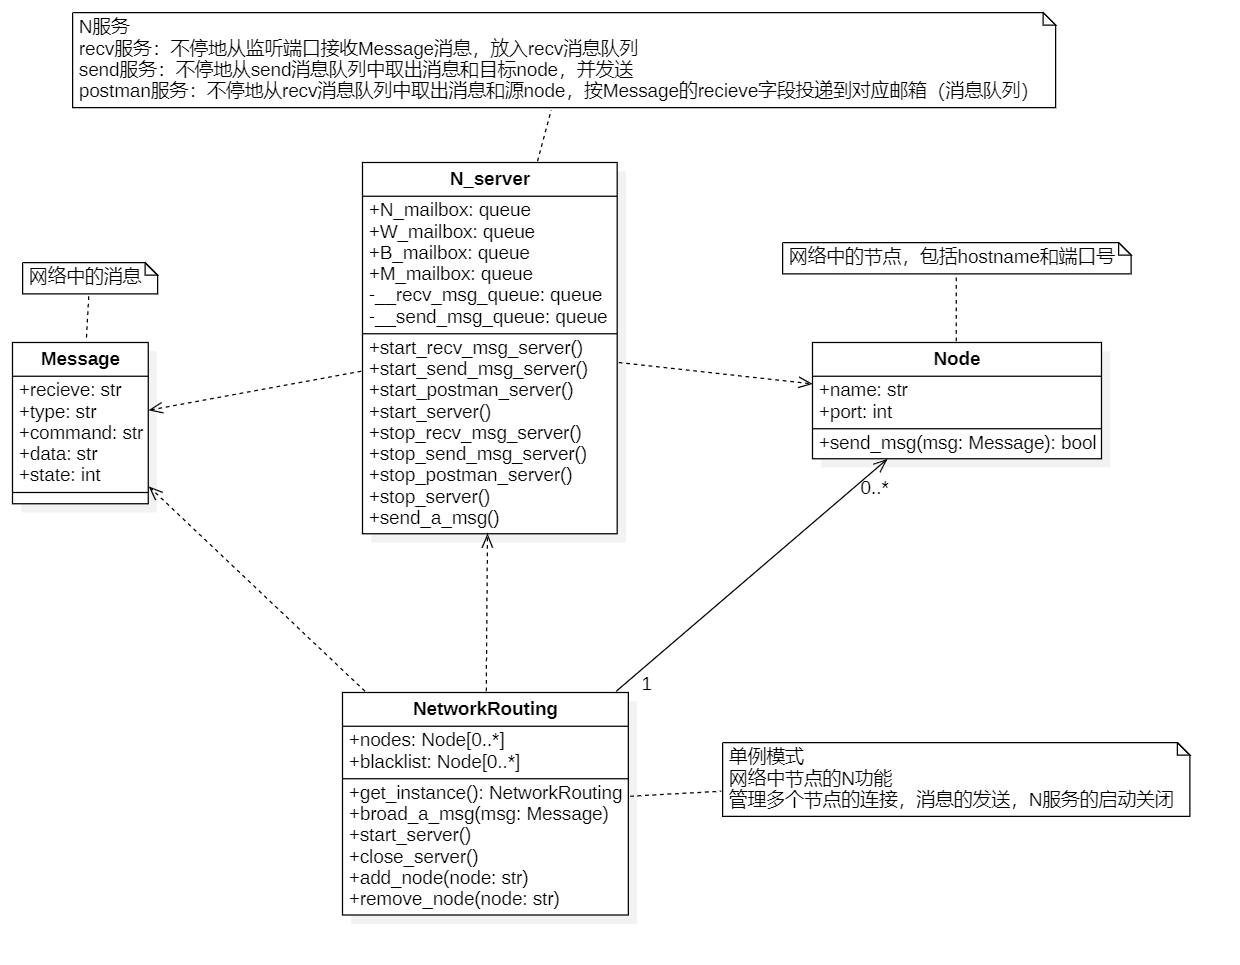 N服务
recv服务：不停地从监听端口接收Message消息，放入recv消息队列
send服务：不停地从send消息队列中取出消息和目标node，并发送
postman服务：不停地从recv消息队列中取出消息和源node，按Message的recieve字段投递到对应邮箱（消息队列）
N_server
+N_mailbox: queue
+W_mailbox: queue
+B_mailbox: queue
+M_mailbox: queue
-__recv_msg_queue: queue
-__send_msg_queue: queue
+start_recv_msg_server()
+start_send_msg_server()
+start_postman_server()
+start_server()
+stop_recv_msg_server()
+stop_send_msg_server()
+stop_postman_server()
+stop_server()
+send_a_msg()
网络中的消息
Message
+recieve: str
+type: str
+command: str
+data: str
+state: int
网络中的节点，包括hostname和端口号
Node
+name: str
+port: int
+send_msg(msg: Message): bool
0..*
1
NetworkRouting
+nodes: Node[0..*]
+blacklist: Node[0..*]
+get_instance(): NetworkRouting
+broad_a_msg(msg: Message)
+start_server()
+close_server()
+add_node(node: str)
+remove_node(node: str)
单例模式
网络中节点的N功能
管理多个节点的连接，消息的发送，N服务的启动关闭